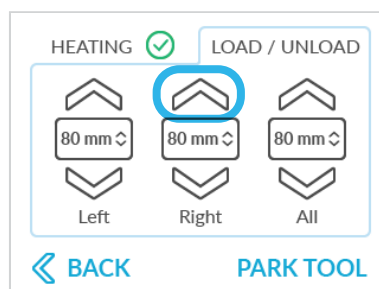 HEATING LOAD / UNLOAD
80 mm 80 mm 80 mm
Left Right All
BACK PARK TOOL